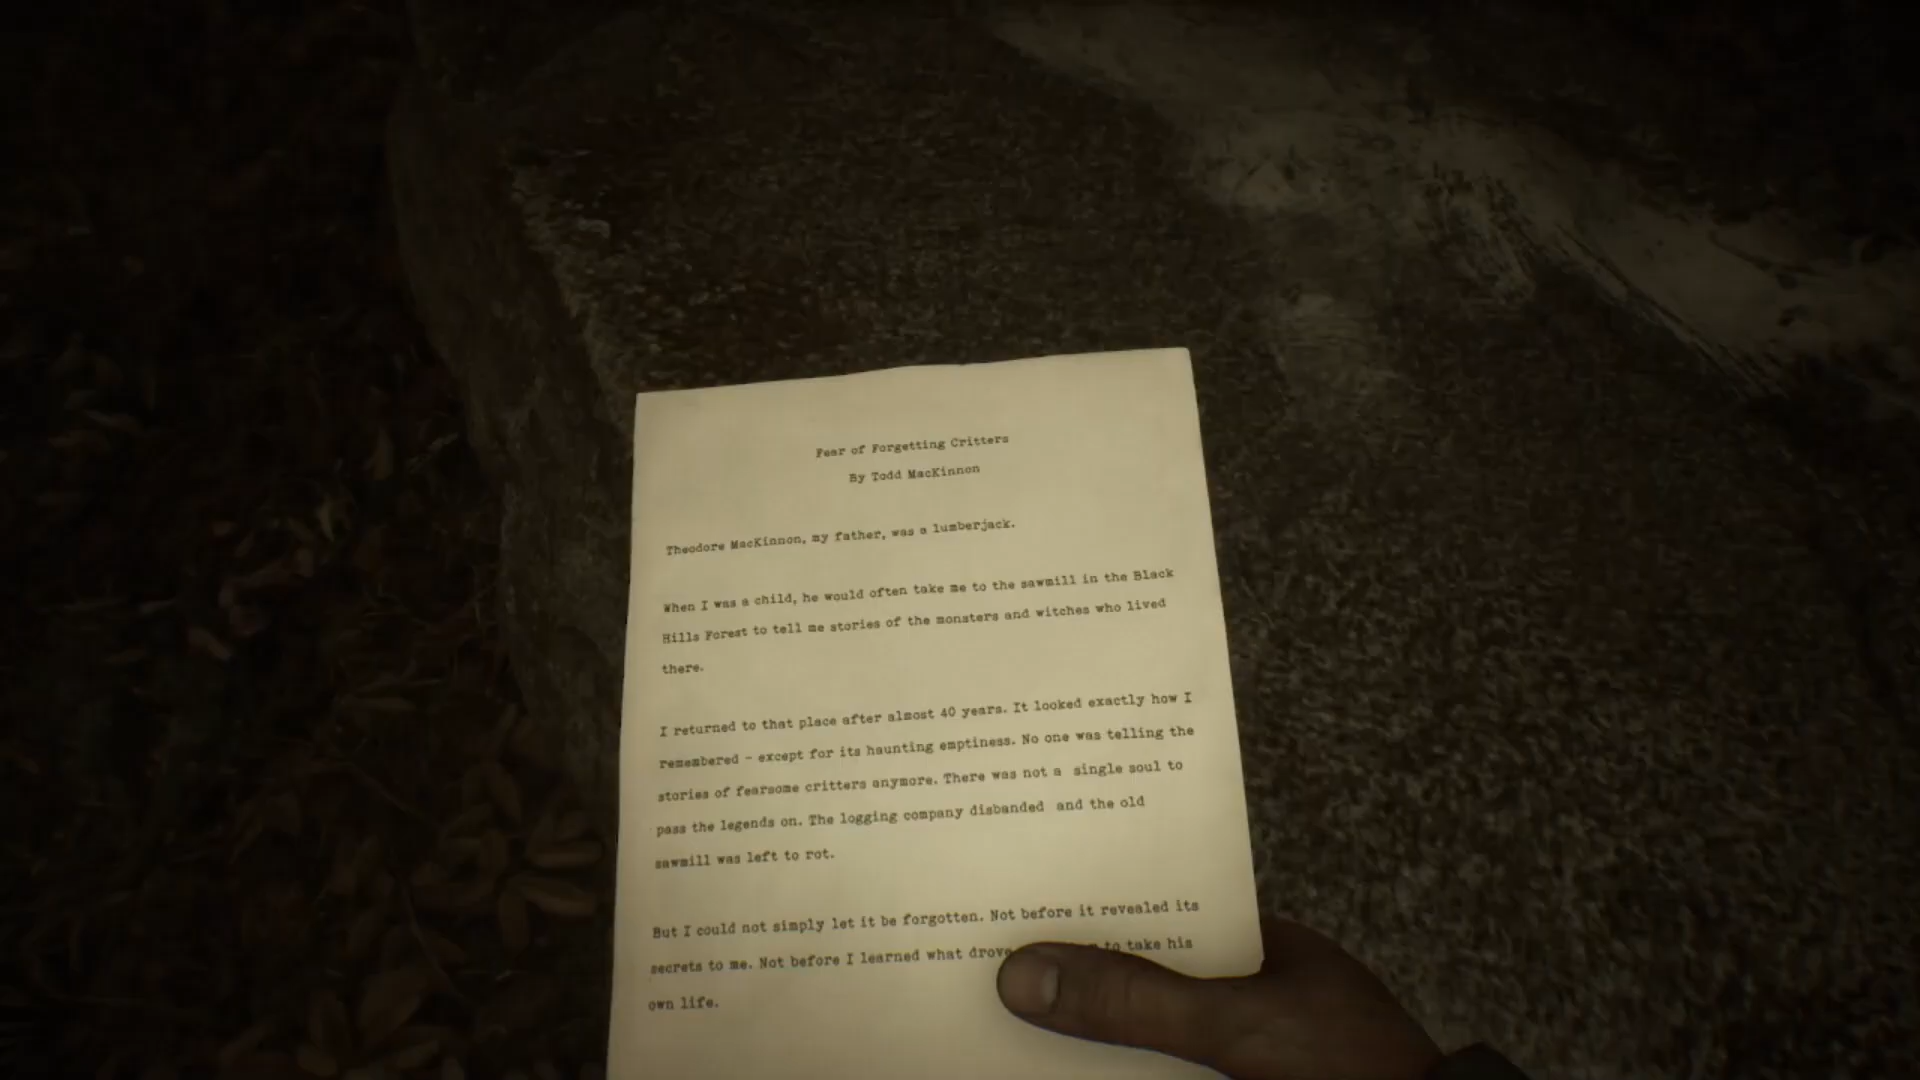 Fear of Forgetting Critters
By Todd MacKinnon
Theodore MacKinnon, my father, was a lumberjack.
When I was a child, he would often take me to the sawmill in the Black
Hills Forest to tell me stories of the monsters and witches who lived
there.
I returned to that place after almost 40 years. It looked exactly how I
remembered - except for its haunting emptiness. No one was telling the
stories of fearsome critters anymore. There was not a single soul to
pass the legends on. The logging company disbanded and the old
sawmill was left to rot.
But I could not simply let it be forgotten. Not before it revealed its
secrets to me. Not before I learned what drove to take his
own life.